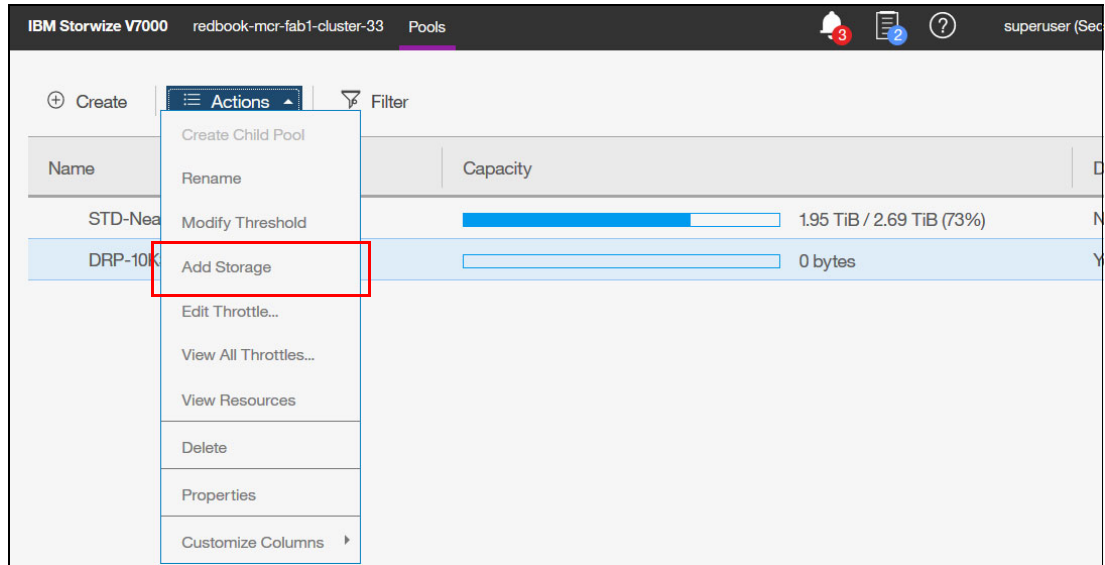 IBM Storwize V7000 redbook-mcr-fab1-cluster-33 Pools 3 2 ? superuser (Sec
Create Actions Filter
Create Child Pool
Name Capacity D
Rename
STD-Nea 1.95 TiB / 2.69 TiB (73%) N
Modify Threshold
DRP-10K 0 bytes Y
Add Storage
Edit Throttle...
View All Throttles...
View Resources
Delete
Properties
Customize Columns